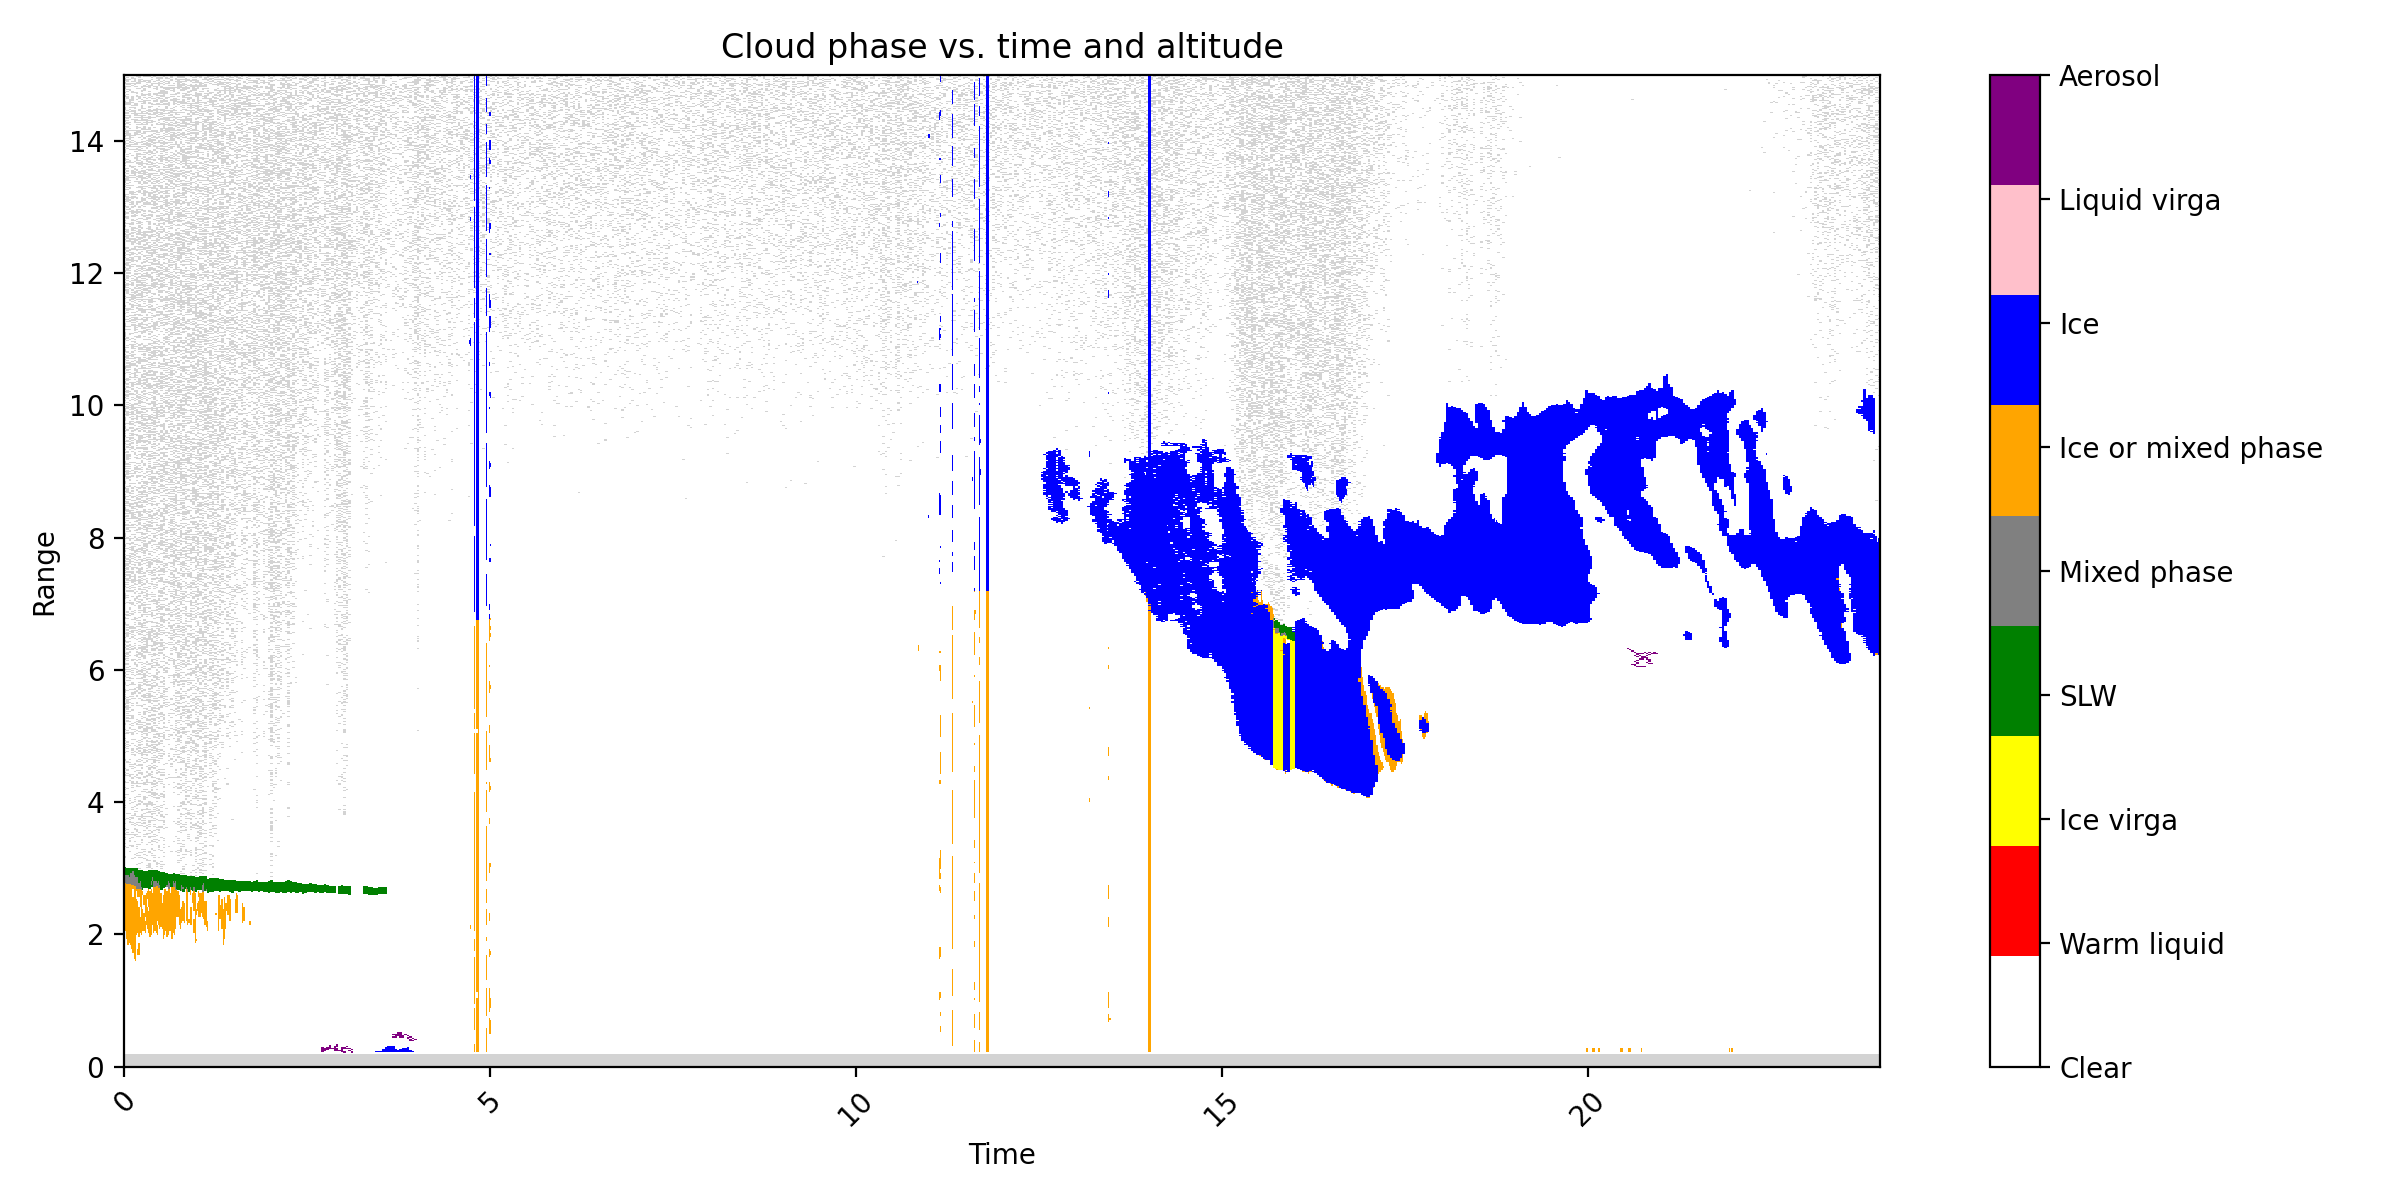 Cloud phase vs. time and altitude
Range
14
12
10
8
6
4
2
0
0
5
10
15
20
Time
Aerosol
Liquid virga
Ice
Ice or mixed phase
Mixed phase
SLW
Ice virga
Warm liquid
Clear